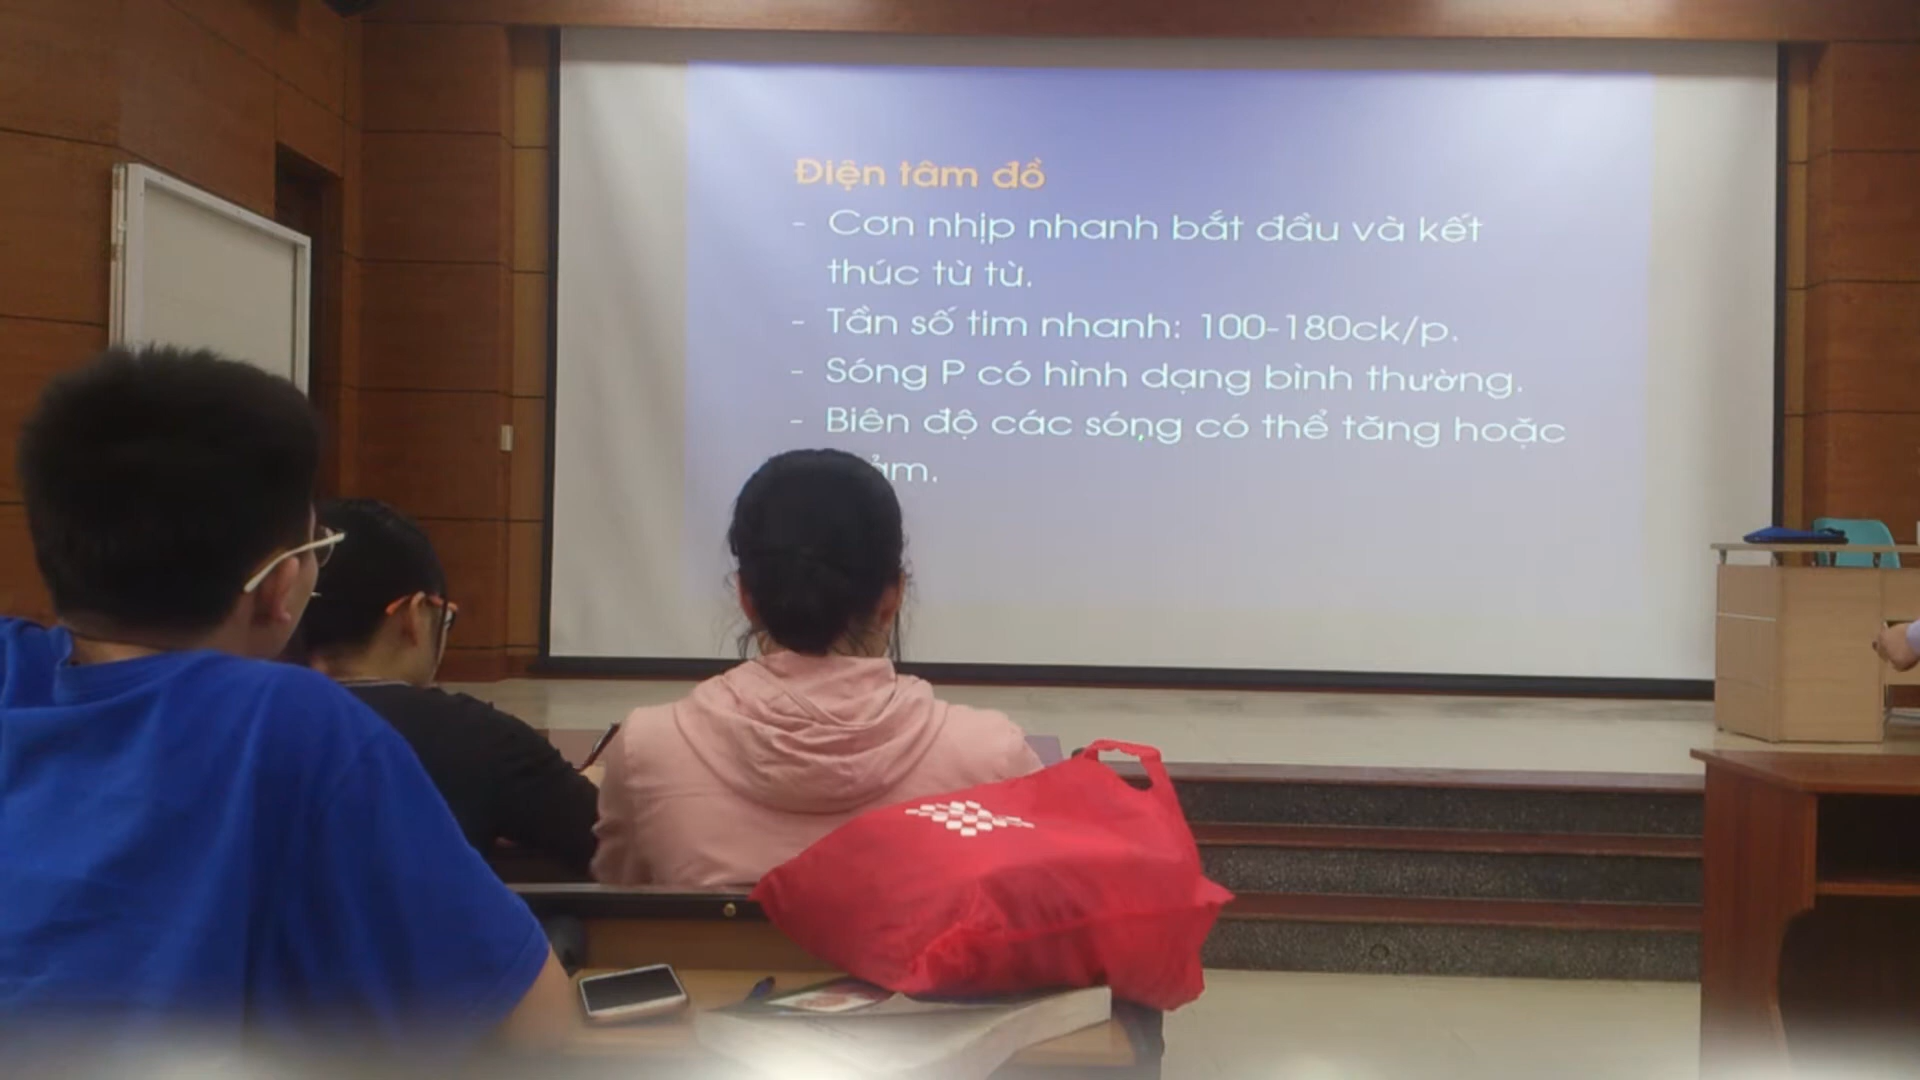 Điện tâm đồ
- Cơn nhịp nhanh bắt đầu và kết
thúc từ từ.
- Tần số tim nhanh: 100-180ck/p.
- Sóng P có hình dạng bình thường.
- Biên độ các sóng có thể tăng hoặc